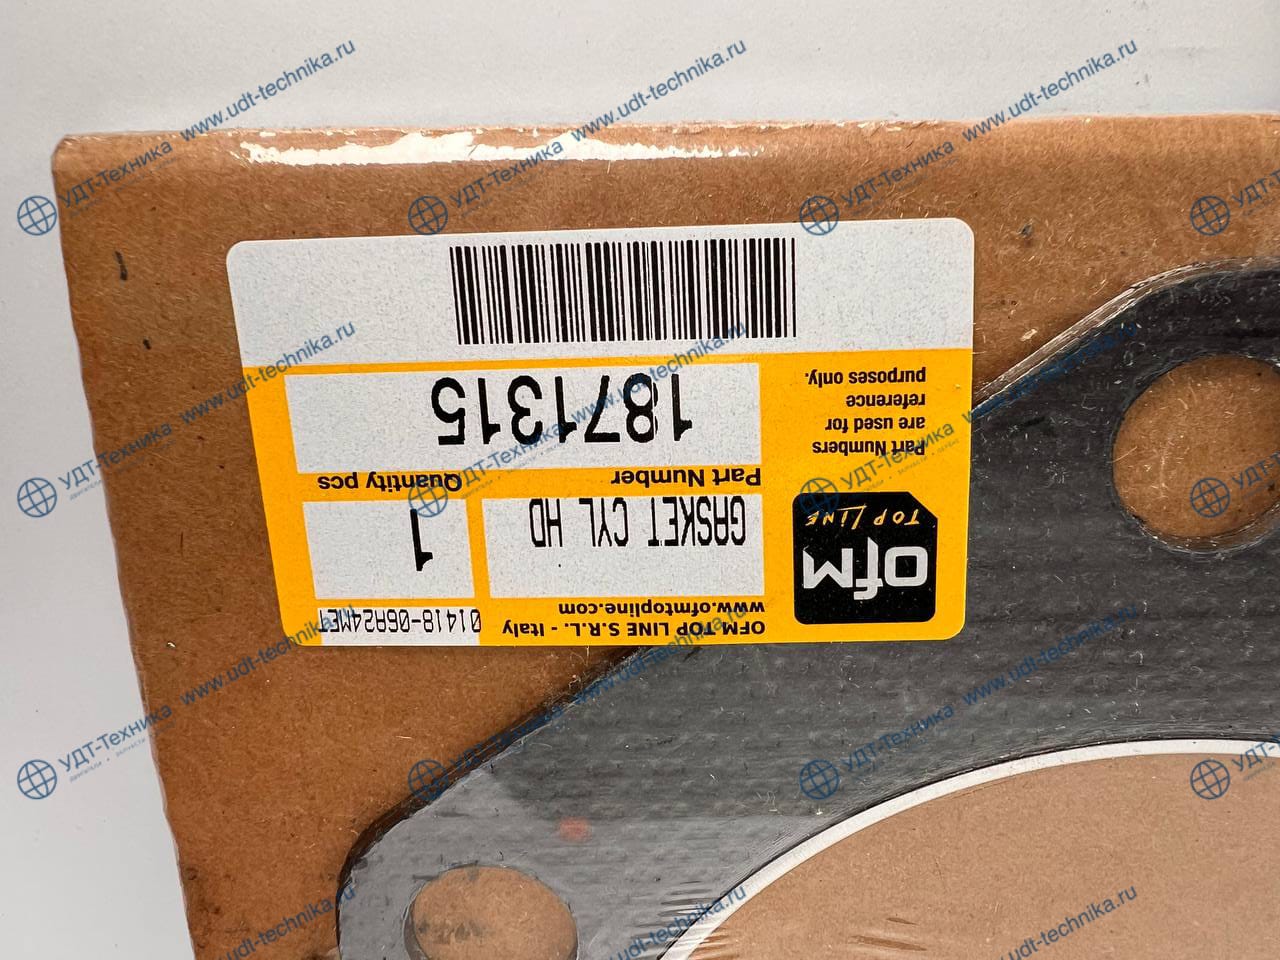 OFM TOP LINE S.R.L. - Italy
www.ofmtopline.com
01418-06A24MET
OFM
TOP LINE
GASKET CYL HD
1
Part Number
Quantity pcs
1871315
Part Numbers
are used for
reference
purposes only.
УДТ-Техника
www.udt-technika.ru